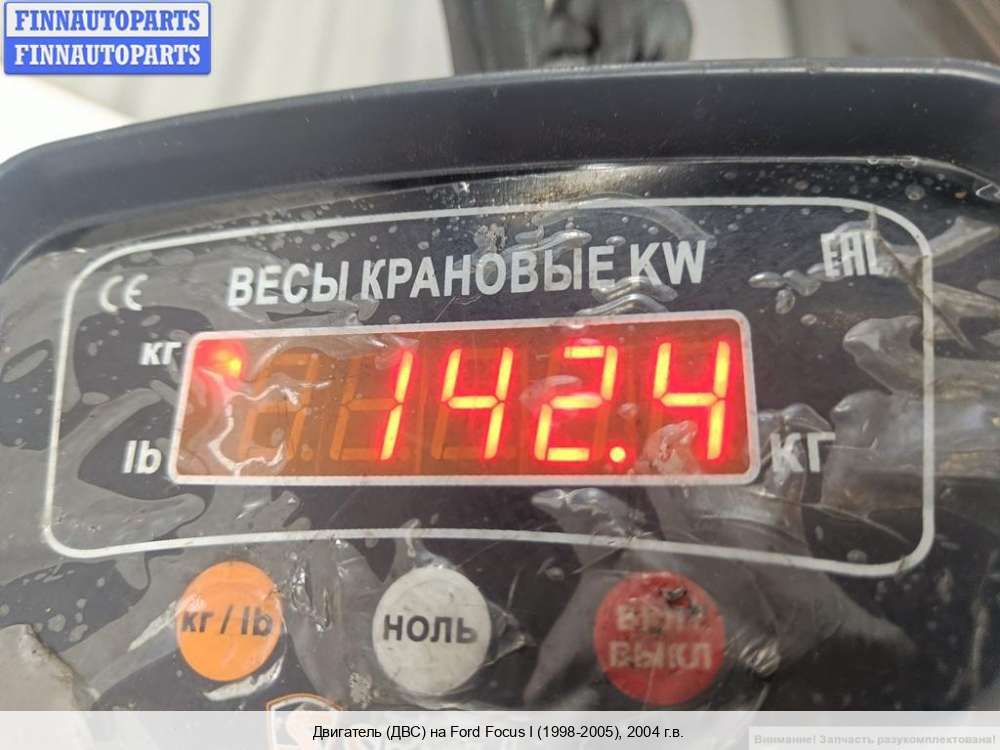 FINNAUTOPARTS
FINNAUTOPARTS
CE
ВЕСЫ КРАНОВЫЕ KW
EAC
кг
142.4
lb
КГ
кг / lb
НОЛЬ
ВКЛ
ВЫКЛ
Двигатель (ДВС) на Ford Focus I (1998-2005), 2004 г.в.
Внимание! Запчасть разукомплектована!